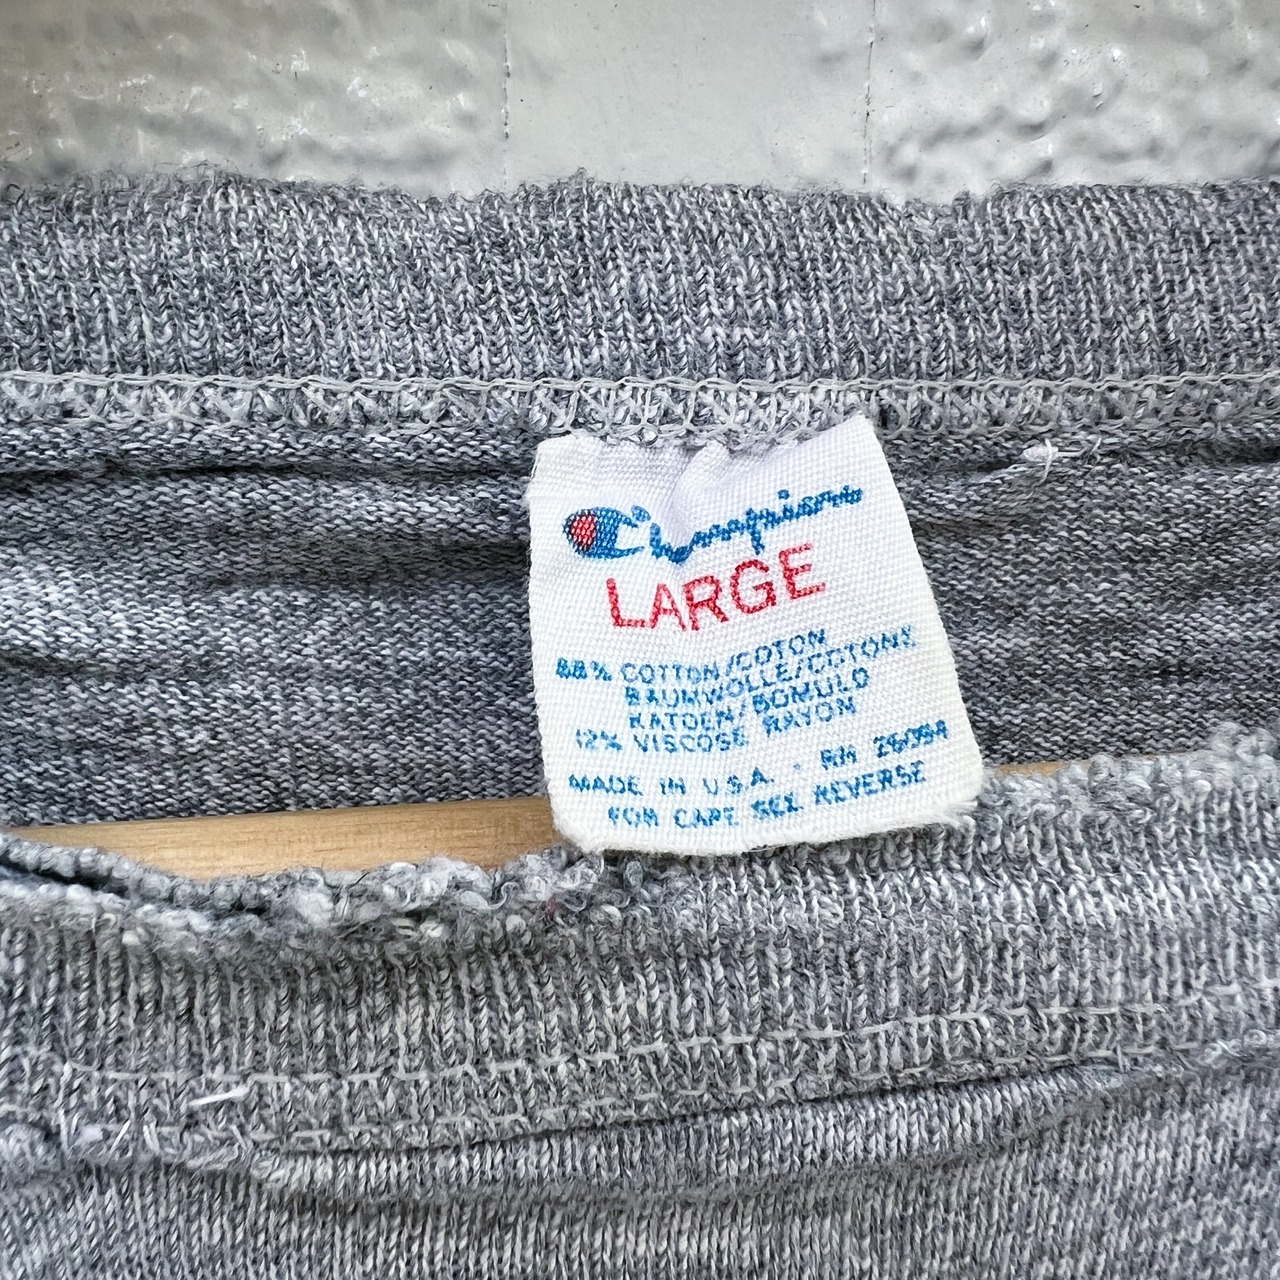 Champion
LARGE
88% COTTON/COTON
BAUMWOLLE/COTONE
KATOEN/BOMULD
12% VISCOSE RAYON
MADE IN U.S.A. · RN 26094
FOR CARE SEE REVERSE